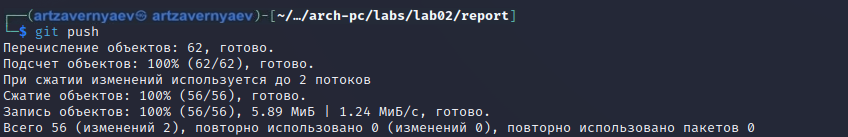 ┌──(artzavernyaev㉿ artzavernyaev)-[~/…/arch-pc/labs/lab02/report]
└─$ git push
Перечисление объектов: 62, готово.
Подсчет объектов: 100% (62/62), готово.
При сжатии изменений используется до 2 потоков
Сжатие объектов: 100% (56/56), готово.
Запись объектов: 100% (56/56), 5.89 МиБ | 1.24 МиБ/с, готово.
Всего 56 (изменений 2), повторно использовано 0 (изменений 0), повторно использовано пакетов 0